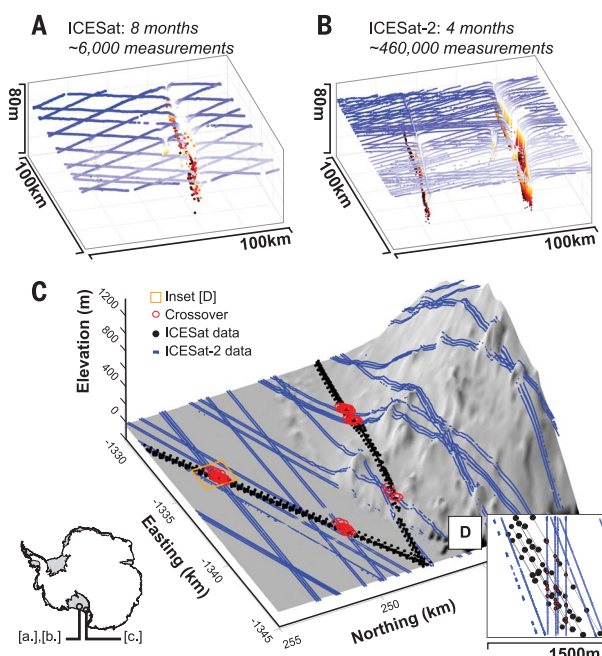 A ICESat: 8 months
~6,000 measurements
80m
100km
100km
B ICESat-2: 4 months
~460,000 measurements
80m
100km
100km
C
Elevation (m)
1200
800
400
0
Inset [D]
Crossover
ICESat data
ICESat-2 data
-1330
-1335
-1340
-1345
Easting (km)
255
250
Northing (km)
D
1500m
[a.],[b.]
[c.]